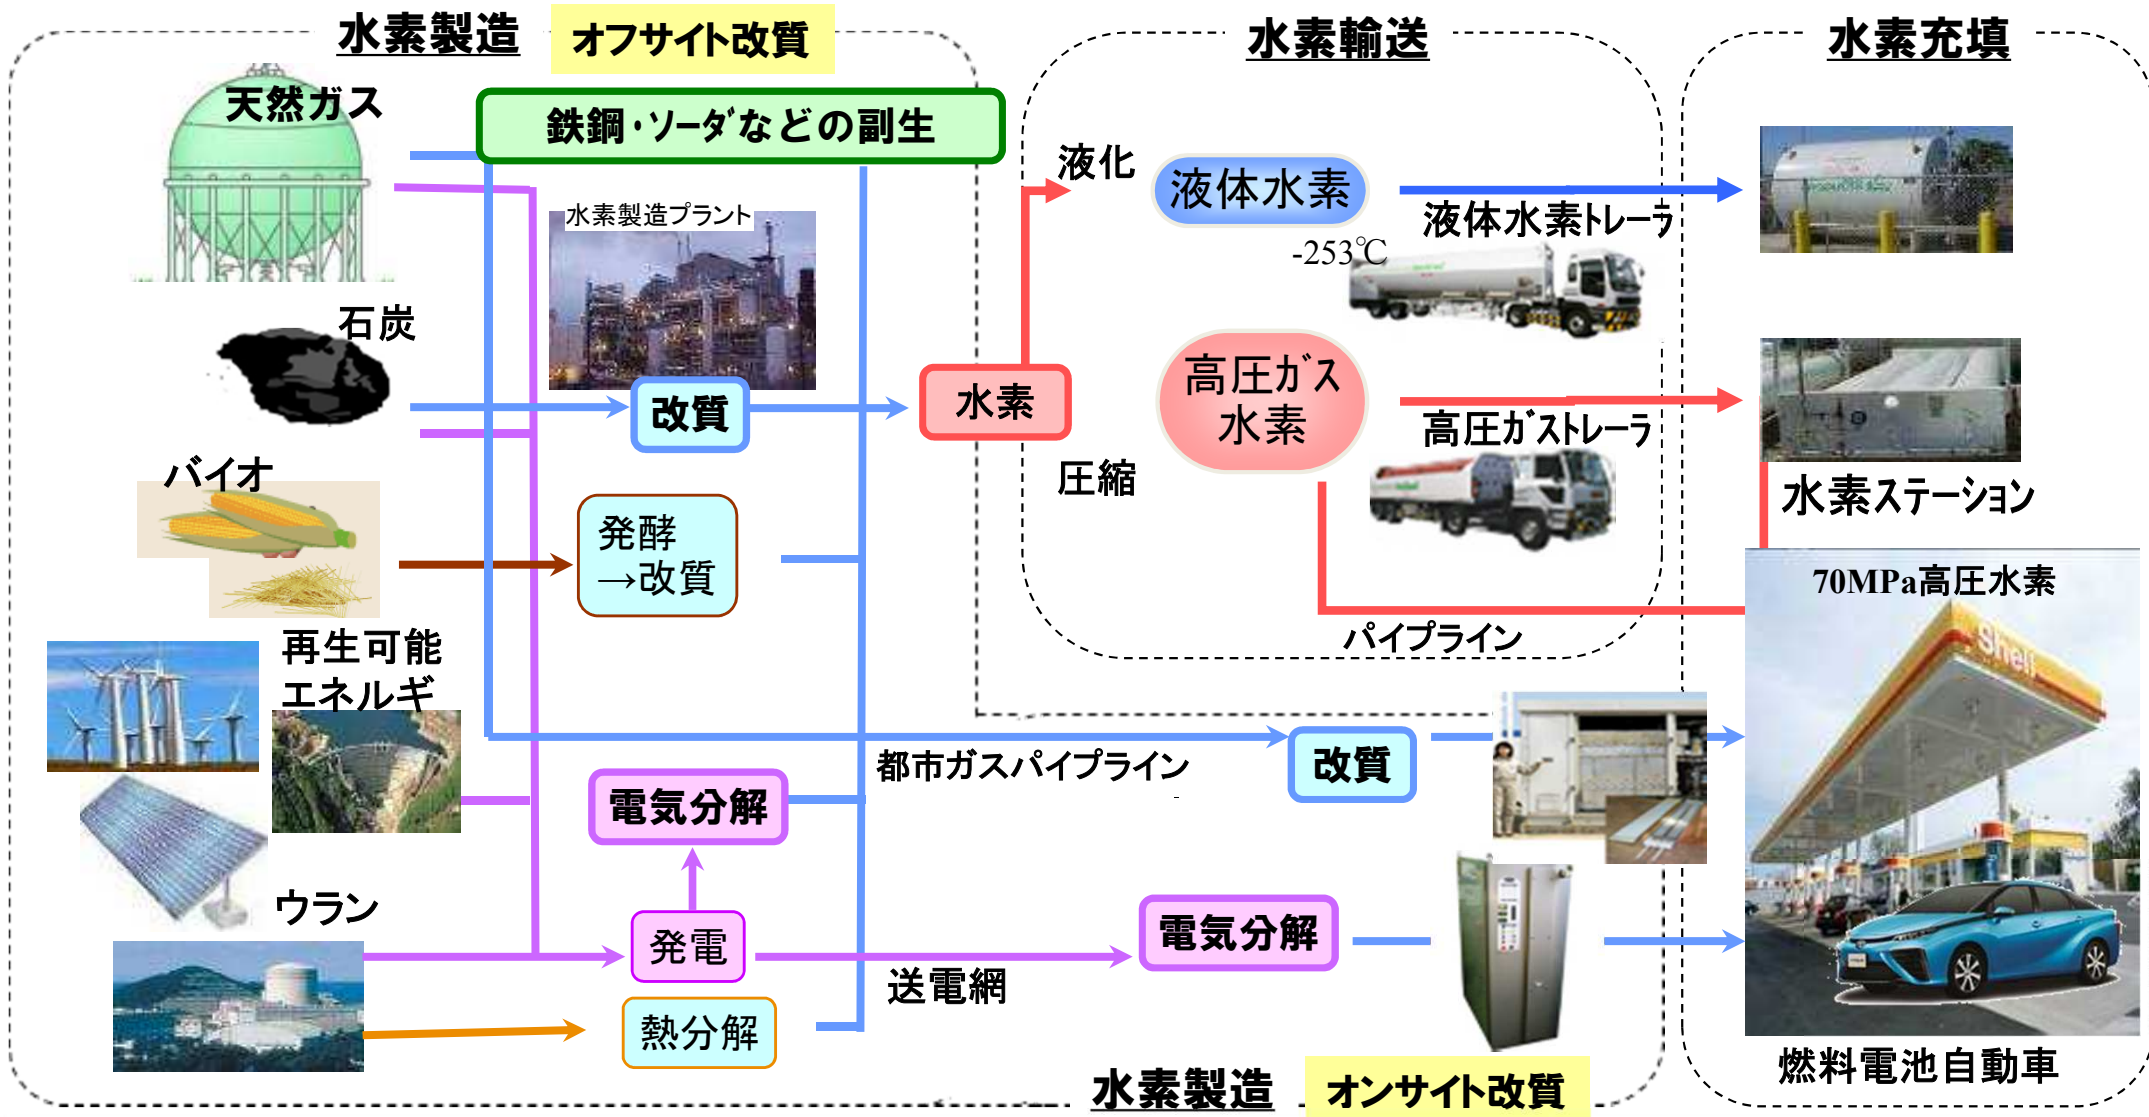 水素製造
オフサイト改質
水素輸送
水素充填
天然ガス
鉄鋼・ソーダなどの副生
液化
液体水素
液体水素トレーラ
-253℃
水素製造プラント
石炭
改質
水素
高圧ガス
水素
高圧ガストレーラ
圧縮
水素ステーション
バイオ
発酵
→改質
70MPa高圧水素
Shell
パイプライン
再生可能
エネルギ
都市ガスパイプライン
改質
電気分解
ウラン
発電
送電網
電気分解
熱分解
燃料電池自動車
水素製造
オンサイト改質